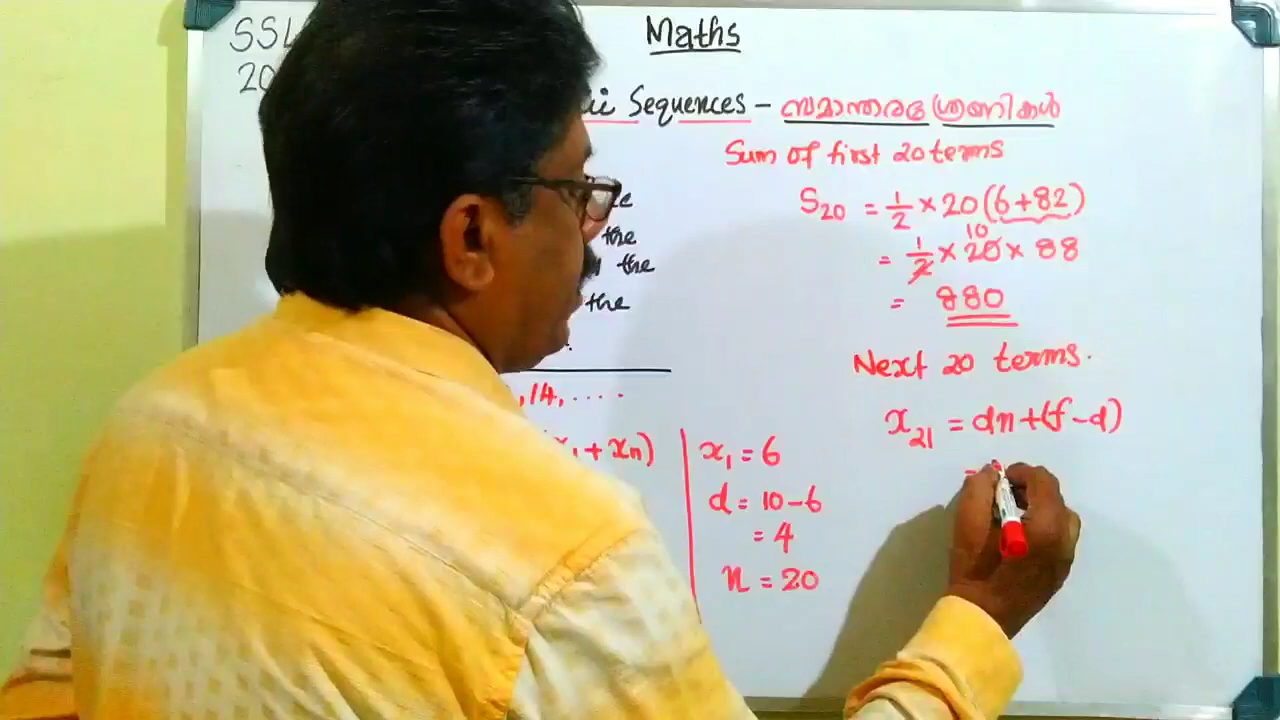 SSL
20
Maths
Sequences - സമാന്തരശ്രേണികൾ
Sum of first 20 terms
S₂₀ = 1/2 × 20 (6+82)
the
= 1/2 × 20 × 88
10
the
the
= 880
Next 20 terms.
,14, ....
x₂₁ = dn+(f-d)
+ xn)
x₁ = 6
d = 10-6
= 4
n = 20